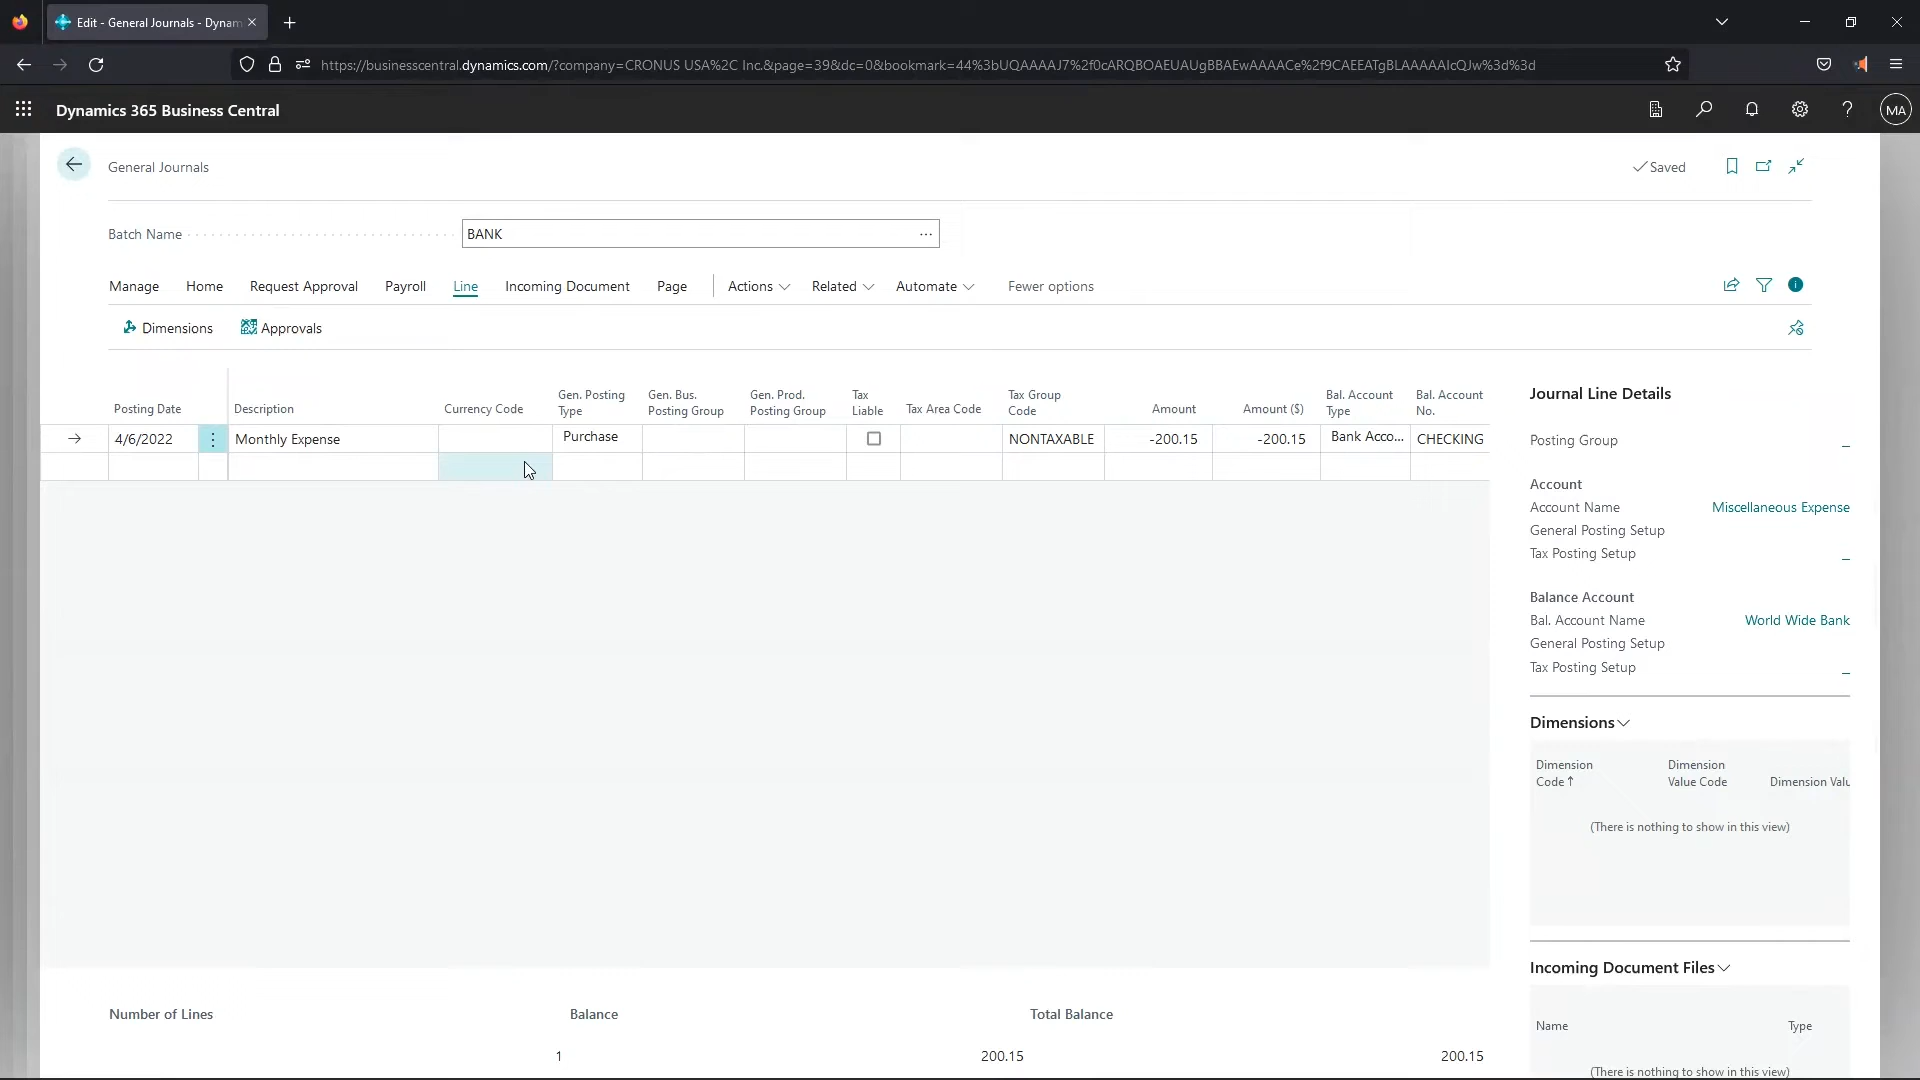 Edit - General Journals - Dynam
https://businesscentral.dynamics.com/?company=CRONUS USA%2C Inc.&page=39&dc=0&bookmark=44%3bUQAAAAJ7%2f0cARQBOAEUAUgBBAEwAAAACe%2f9CAEEATgBLAAAAAIcQJw%3d%3d
Dynamics 365 Business Central
MA
General Journals
Saved
Batch Name
BANK
Manage Home Request Approval Payroll Line Incoming Document Page Actions Related Automate Fewer options
Dimensions Approvals
Posting Date Description Currency Code Gen. Posting Type Gen. Bus. Posting Group Gen. Prod. Posting Group Tax Liable Tax Area Code Tax Group Code Amount Amount ($) Bal. Account Type Bal. Account No.
4/6/2022 Monthly Expense Purchase NONTAXABLE -200.15 -200.15 Bank Acco... CHECKING
Journal Line Details
Posting Group _
Account
Account Name Miscellaneous Expense
General Posting Setup
Tax Posting Setup _
Balance Account
Bal. Account Name World Wide Bank
General Posting Setup
Tax Posting Setup _
Dimensions
Dimension Code ↑ Dimension Value Code Dimension Valu
(There is nothing to show in this view)
Incoming Document Files
Name Type
(There is nothing to show in this view)
Number of Lines Balance Total Balance
1 200.15 200.15